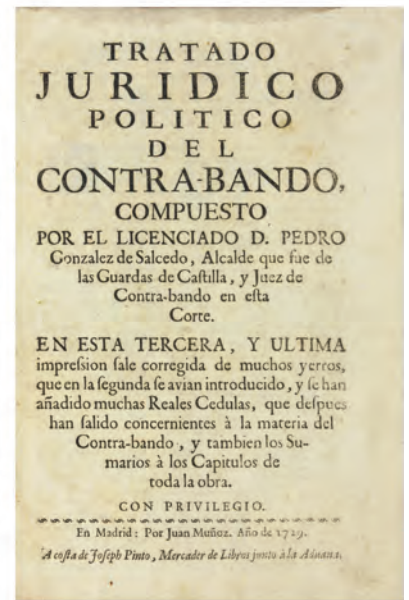 TRATADO
JURIDICO
POLITICO
DEL
CONTRA-BANDO,
COMPUESTO
POR EL LICENCIADO D. PEDRO
Gonzalez de Salcedo, Alcalde que fue de
las Guardas de Caſtilla, y Juez de
Contra-bando en eſta
Corte.
EN ESTA TERCERA, Y ULTIMA
impreſsion ſale corregida de muchos yerros,
que en la ſegunda ſe avian introducido, y ſe han
añadido muchas Reales Cedulas, que deſpues
han ſalido concernientes à la materia del
Contra-bando, y tambien los Su-
marios à los Capitulos de
toda la obra.
CON PRIVILEGIO.
En Madrid: Por Juan Muñoz. Año de 1729.
A coſta de Joſeph Pinto, Mercader de Libros junto à la Aduana.